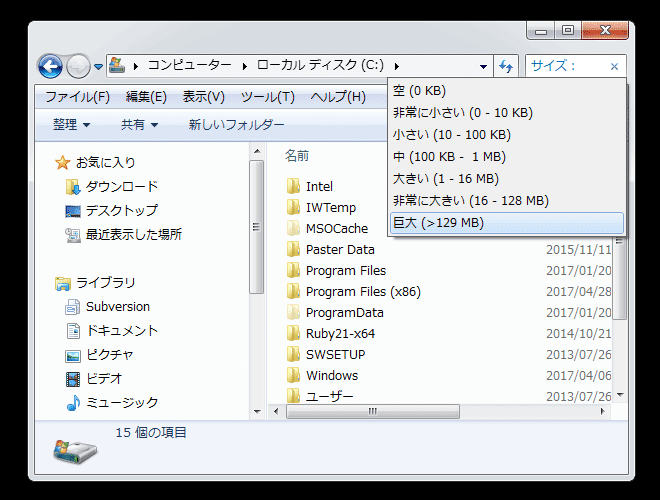 コンピューター ローカル ディスク (C:) サイズ：
ファイル(F) 編集(E) 表示(V) ツール(T) ヘルプ(H)
整理 共有 新しいフォルダー
空 (0 KB)
非常に小さい (0 - 10 KB)
小さい (10 - 100 KB)
中 (100 KB - 1 MB)
大きい (1 - 16 MB)
非常に大きい (16 - 128 MB)
巨大 (>129 MB)
お気に入り
ダウンロード
デスクトップ
最近表示した場所
ライブラリ
Subversion
ドキュメント
ピクチャ
ビデオ
ミュージック
名前
Intel
IWTemp
MSOCache
Paster Data 2015/11/11
Program Files 2017/01/20
Program Files (x86) 2017/04/28
ProgramData 2017/01/20
Ruby21-x64 2014/10/21
SWSETUP 2013/07/26
Windows 2017/04/06
ユーザー 2013/07/26
15 個の項目